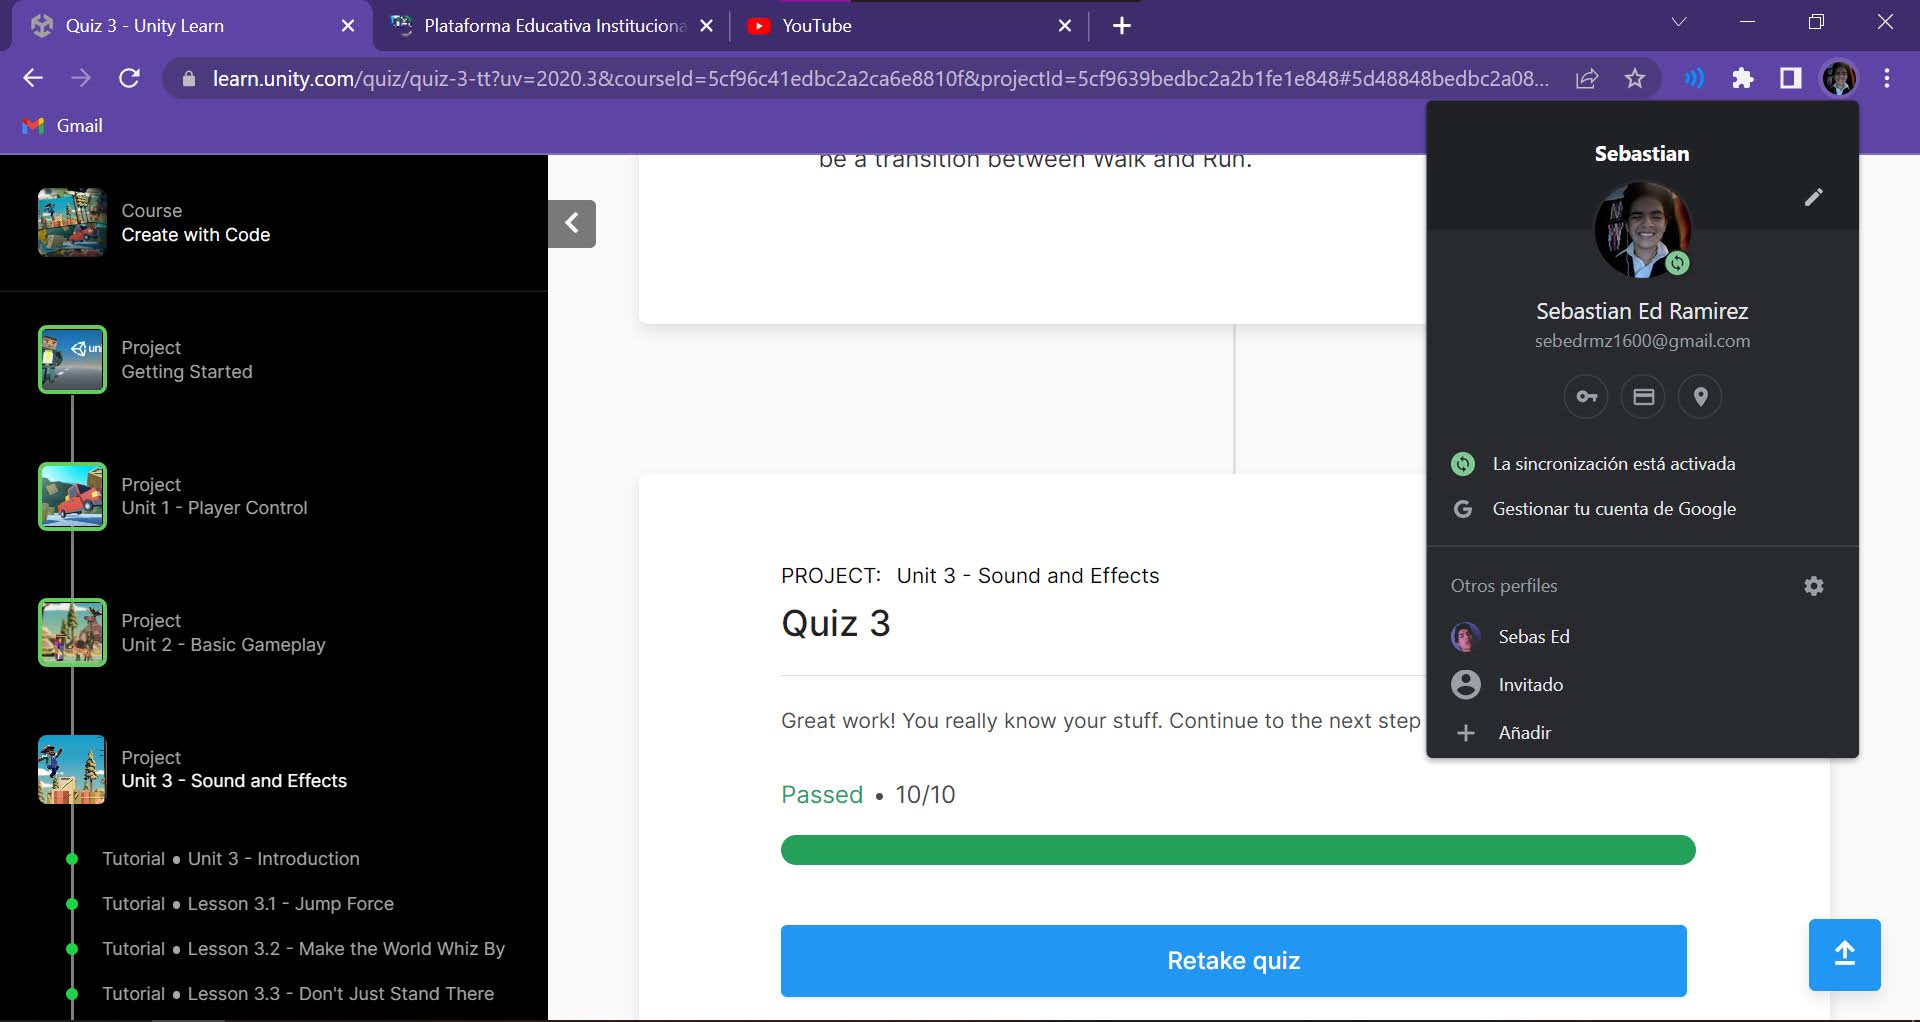 Quiz 3 - Unity Learn
Plataforma Educativa Instituciona
YouTube
learn.unity.com/quiz/quiz-3-tt?uv=2020.3&courseId=5cf96c41edbc2a2ca6e8810f&projectId=5cf9639bedbc2a2b1fe1e848#5d48848bedbc2a08...
Gmail
Course
Create with Code
Project
Getting Started
Project
Unit 1 - Player Control
Project
Unit 2 - Basic Gameplay
Project
Unit 3 - Sound and Effects
Tutorial • Unit 3 - Introduction
Tutorial • Lesson 3.1 - Jump Force
Tutorial • Lesson 3.2 - Make the World Whiz By
Tutorial • Lesson 3.3 - Don't Just Stand There
be a transition between Walk and Run.
PROJECT: Unit 3 - Sound and Effects
Quiz 3
Great work! You really know your stuff. Continue to the next step
Passed • 10/10
Retake quiz
Sebastian
Sebastian Ed Ramirez
sebedrmz1600@gmail.com
La sincronización está activada
G Gestionar tu cuenta de Google
Otros perfiles
Sebas Ed
Invitado
Añadir